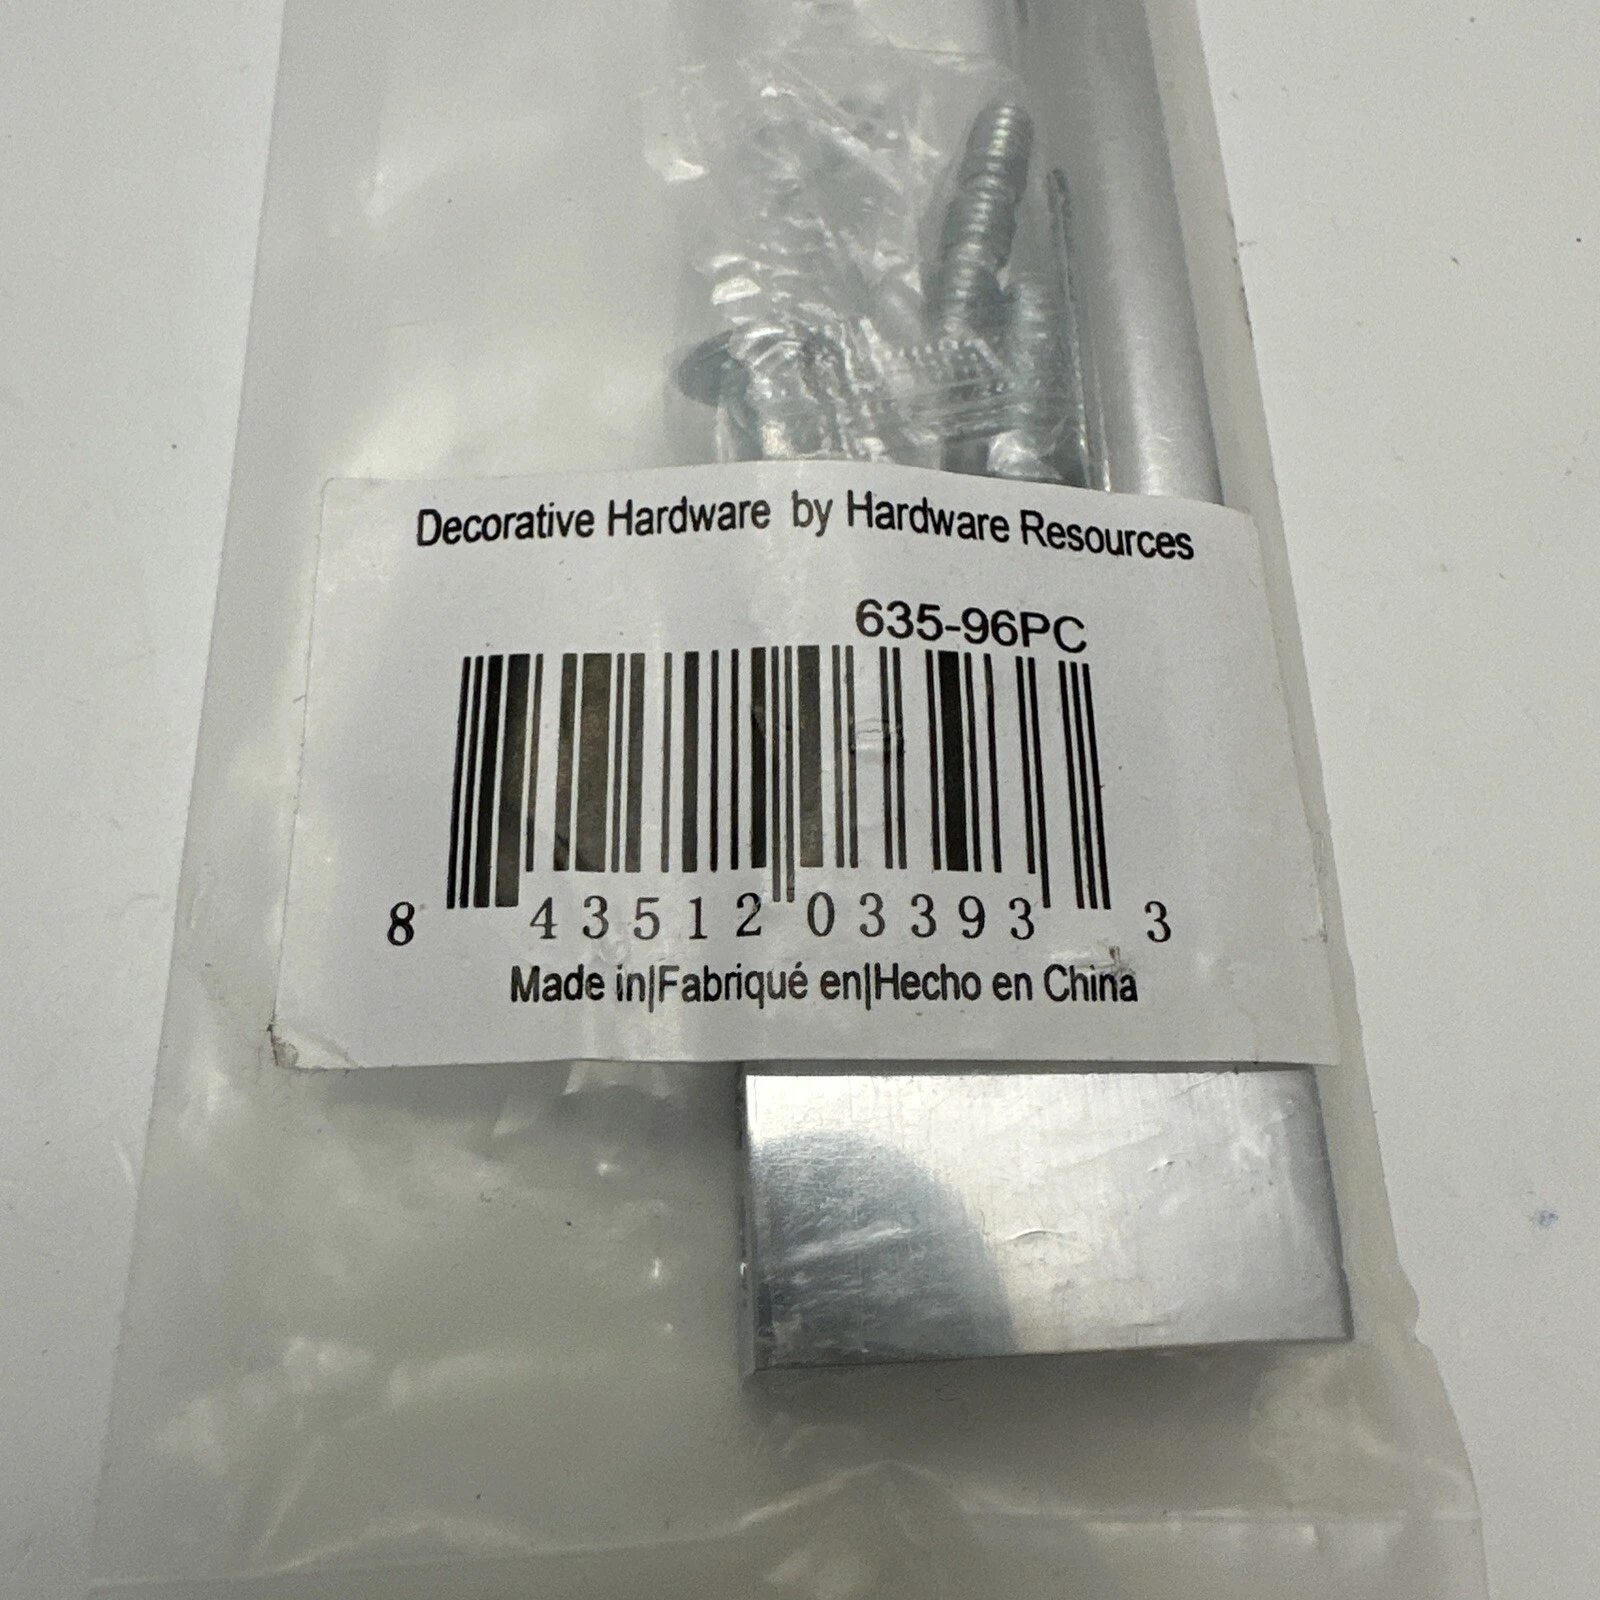 Decorative Hardware by Hardware Resources
635-96PC
8 43512 03393 3
Made in|Fabriqué en|Hecho en China